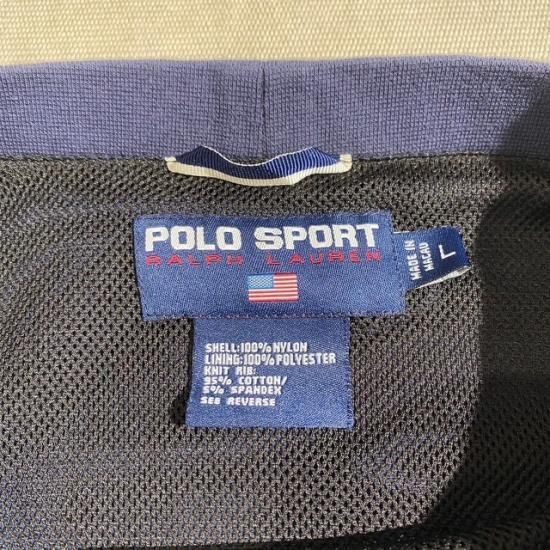 POLO SPORT
RALPH LAUREN
MADE IN
MACAU
L
SHELL:100% NYLON
LINING:100% POLYESTER
KNIT RIB:
95% COTTON/
5% SPANDEX
SEE REVERSE